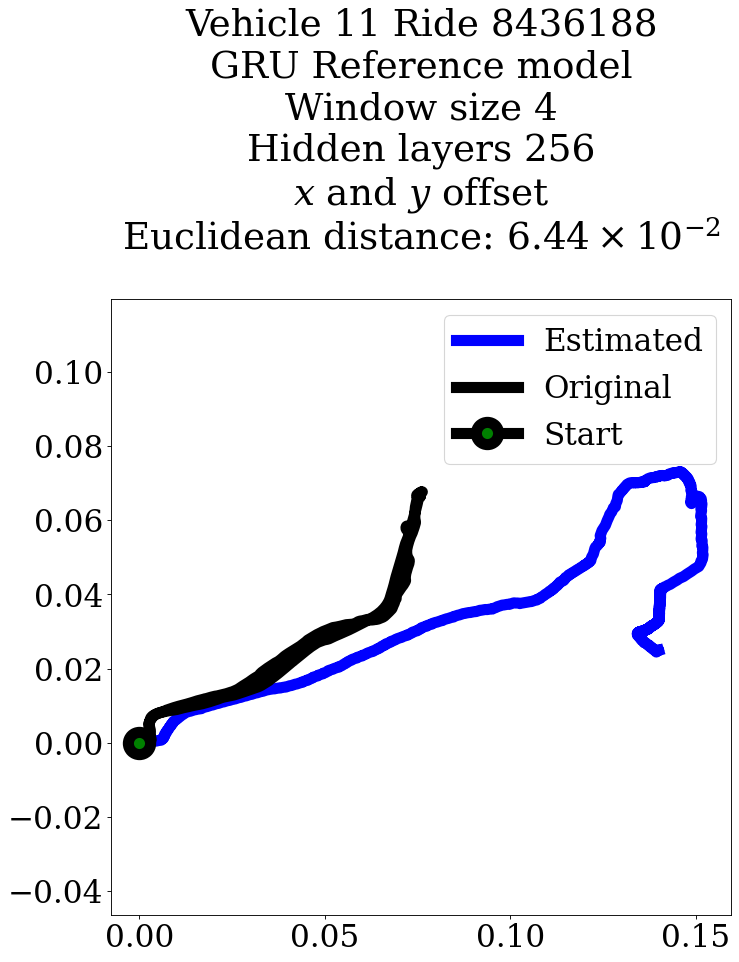 Vehicle 11 Ride 8436188
GRU Reference model
Window size 4
Hidden layers 256
x and y offset
Euclidean distance: 6.44 × 10⁻²
Estimated
Original
Start
0.10
0.08
0.06
0.04
0.02
0.00
−0.02
−0.04
0.00 0.05 0.10 0.15